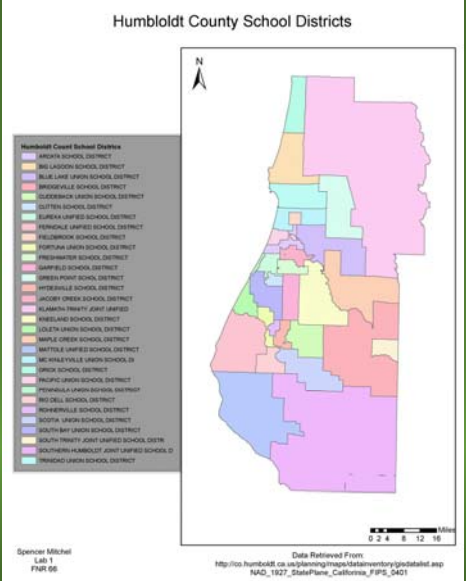 Humbloldt County School Districts
N
Humboldt Count School Districts
ARCATA SCHOOL DISTRICT
BIG LAGOON SCHOOL DISTRICT
BLUE LAKE UNION SCHOOL DISTRICT
BRIDGEVILLE SCHOOL DISTRICT
CUDDEBACK UNION SCHOOL DISTRICT
CUTTEN SCHOOL DISTRICT
EUREKA UNIFIED SCHOOL DISTRICT
FERNDALE UNIFIED SCHOOL DISTRICT
FIELDBROOK SCHOOL DISTRICT
FORTUNA UNION SCHOOL DISTRICT
FRESHWATER SCHOOL DISTRICT
GARFIELD SCHOOL DISTRICT
GREEN POINT SCHOL DISTRICT
HYDESVILLE SCHOOL DISTRICT
JACOBY CREEK SCHOOL DISTRICT
KLAMATH-TRINITY JOINT UNIFIED
KNEELAND SCHOOL DISTRICT
LOLETA UNION SCHOOL DISTRICT
MAPLE CREEK SCHOOL DISTRICT
MATTOLE UNIFIED SCHOOL DISTRICT
MC KINLEYVILLE UNION SCHOOL DI
ORICK SCHOOL DISTRICT
PACIFIC UNION SCHOOL DISTRICT
PENINSULA UNION SCHOOL DISTRICT
RIO DELL SCHOOL DISTRICT
ROHNERVILLE SCHOOL DISTRICT
SCOTIA UNION SCHOOL DISTRICT
SOUTH BAY UNION SCHOOL DISTRICT
SOUTH TRINITY JOINT UNIFIED SCHOOL DISTR
SOUTHERN HUMBOLDT JOINT UNIFIED SCHOOL D
TRINIDAD UNION SCHOOL DISTRICT
Miles
0 2 4 8 12 16
Spencer Mitchel
Lab 1
FNR 66
Data Retrieved From:
http://co.humboldt.ca.us/planning/maps/datainventory/gisdatalist.asp
NAD_1927_StatePlane_California_FIPS_0401